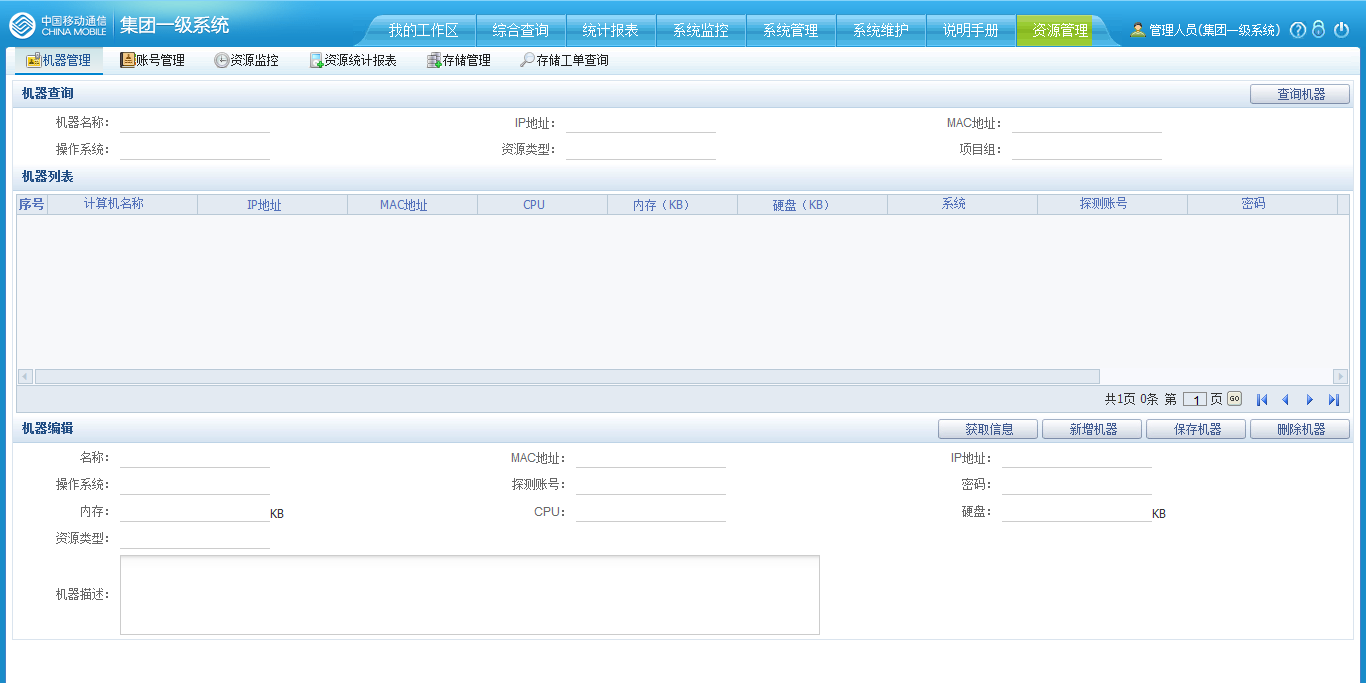 中国移动通信
CHINA MOBILE
集团一级系统
我的工作区 综合查询 统计报表 系统监控 系统管理 系统维护 说明手册 资源管理
管理人员(集团一级系统)
机器管理 账号管理 资源监控 资源统计报表 存储管理 存储工单查询
机器查询 查询机器
机器名称: IP地址: MAC地址:
操作系统: 资源类型: 项目组:
机器列表
序号 计算机名称 IP地址 MAC地址 CPU 内存（KB） 硬盘（KB） 系统 探测账号 密码
共1页 0条 第 1 页 GO
机器编辑 获取信息 新增机器 保存机器 删除机器
名称: MAC地址: IP地址:
操作系统: 探测账号: 密码:
内存: KB CPU: 硬盘: KB
资源类型:
机器描述: